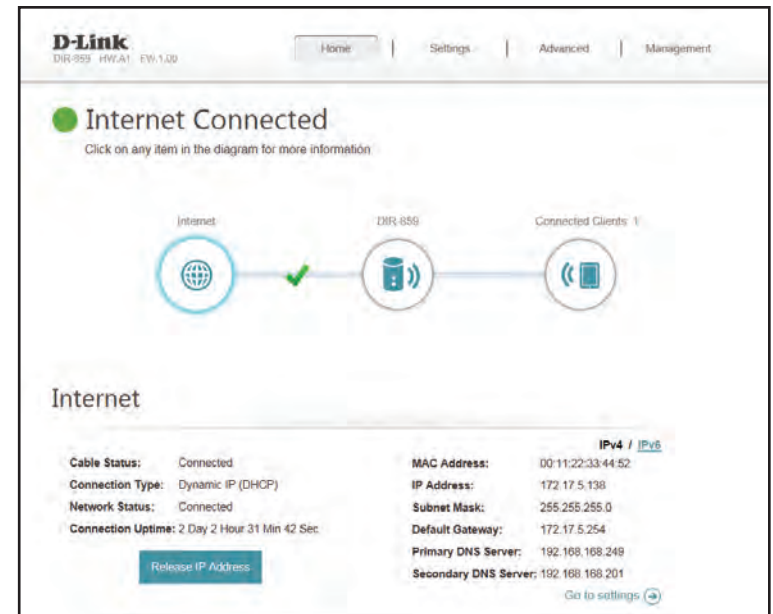 D-Link
DIR-859 HW:A1 FW:1.00
Home | Settings | Advanced | Management
Internet Connected
Click on any item in the diagram for more information
Internet
DIR-859
Connected Clients: 1
Internet
IPv4 / IPv6
Cable Status: Connected
Connection Type: Dynamic IP (DHCP)
Network Status: Connected
Connection Uptime: 2 Day 2 Hour 31 Min 42 Sec
Release IP Address
MAC Address: 00:11:22:33:44:52
IP Address: 172.17.5.138
Subnet Mask: 255.255.255.0
Default Gateway: 172.17.5.254
Primary DNS Server: 192.168.168.249
Secondary DNS Server: 192.168.168.201
Go to settings